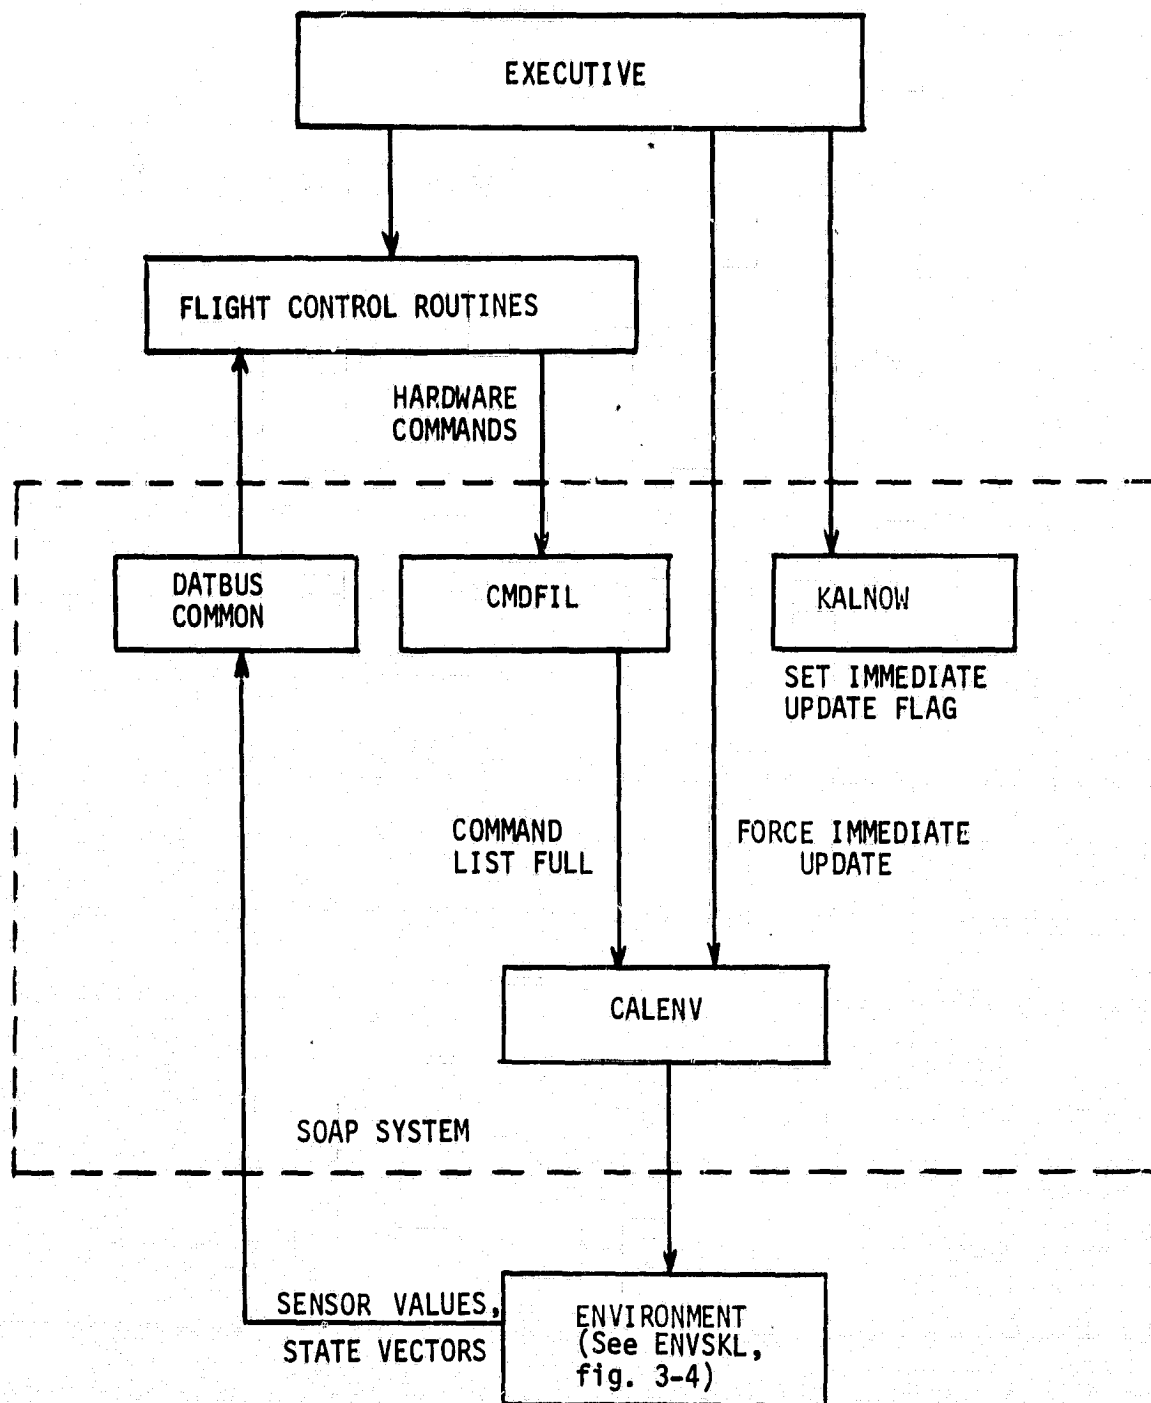 EXECUTIVE
FLIGHT CONTROL ROUTINES
HARDWARE
COMMANDS
DATBUS
COMMON
CMDFIL
KALNOW
SET IMMEDIATE
UPDATE FLAG
COMMAND
LIST FULL
FORCE IMMEDIATE
UPDATE
CALENV
SOAP SYSTEM
SENSOR VALUES,
STATE VECTORS
ENVIRONMENT
(See ENVSKL,
fig. 3-4)